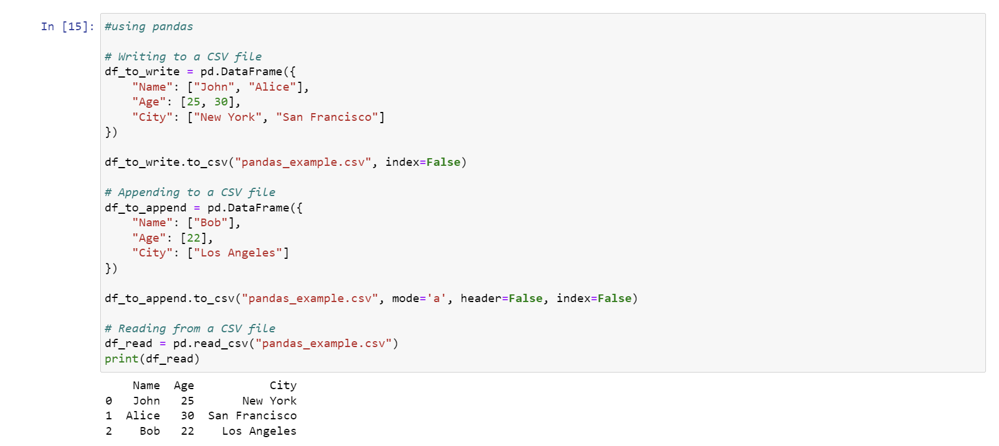 In [15]: #using pandas
# Writing to a CSV file
df_to_write = pd.DataFrame({
    "Name": ["John", "Alice"],
    "Age": [25, 30],
    "City": ["New York", "San Francisco"]
})
df_to_write.to_csv("pandas_example.csv", index=False)
# Appending to a CSV file
df_to_append = pd.DataFrame({
    "Name": ["Bob"],
    "Age": [22],
    "City": ["Los Angeles"]
})
df_to_append.to_csv("pandas_example.csv", mode='a', header=False, index=False)
# Reading from a CSV file
df_read = pd.read_csv("pandas_example.csv")
print(df_read)
    Name  Age           City
0   John   25       New York
1  Alice   30  San Francisco
2    Bob   22    Los Angeles